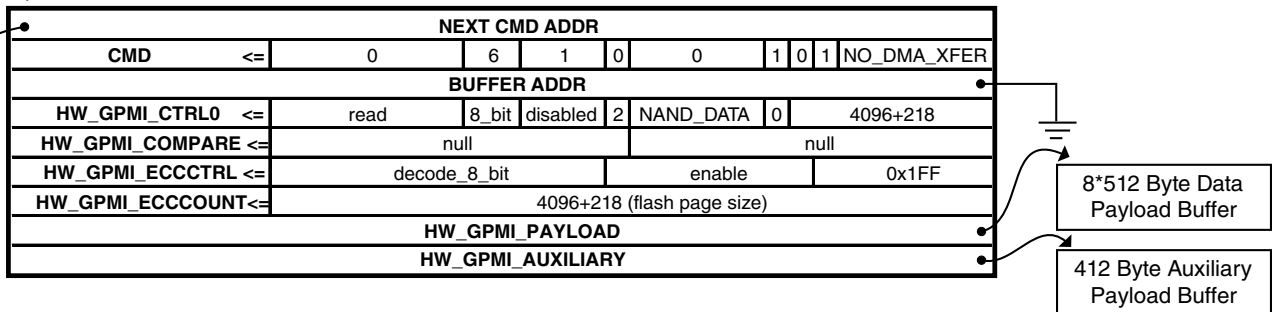 NEXT CMD ADDR
CMD <= 0 6 1 0 0 1 0 1 NO_DMA_XFER
BUFFER ADDR
HW_GPMI_CTRL0 <= read 8_bit disabled 2 NAND_DATA 0 4096+218
HW_GPMI_COMPARE <= null null
HW_GPMI_ECCCTRL <= decode_8_bit enable 0x1FF
HW_GPMI_ECCCOUNT<= 4096+218 (flash page size)
HW_GPMI_PAYLOAD
HW_GPMI_AUXILIARY
8*512 Byte Data
Payload Buffer
412 Byte Auxiliary
Payload Buffer